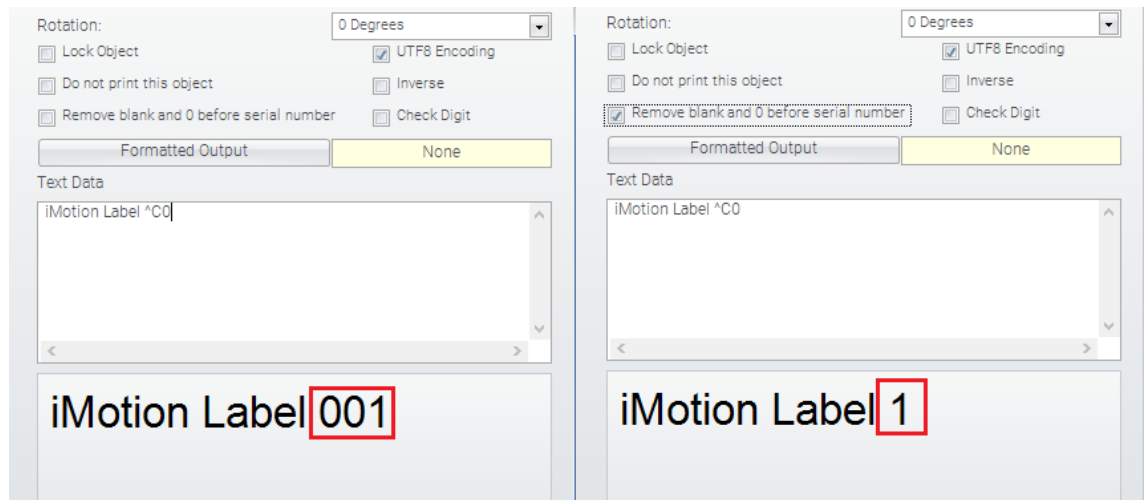 Rotation:
0 Degrees
Lock Object
UTF8 Encoding
Do not print this object
Inverse
Remove blank and 0 before serial number
Check Digit
Formatted Output
None
Text Data
iMotion Label ^C0
iMotion Label 001
Rotation:
0 Degrees
Lock Object
UTF8 Encoding
Do not print this object
Inverse
Remove blank and 0 before serial number
Check Digit
Formatted Output
None
Text Data
iMotion Label ^C0
iMotion Label 1